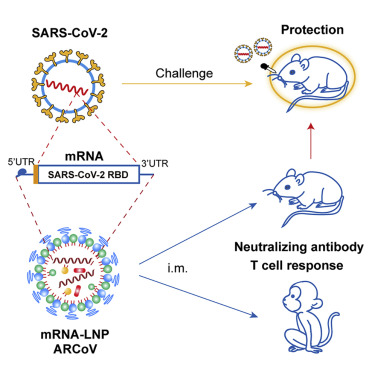 SARS-CoV-2
Protection
Challenge
5'UTR
mRNA
3'UTR
SARS-CoV-2 RBD
i.m.
Neutralizing antibody
T cell response
mRNA-LNP
ARCoV